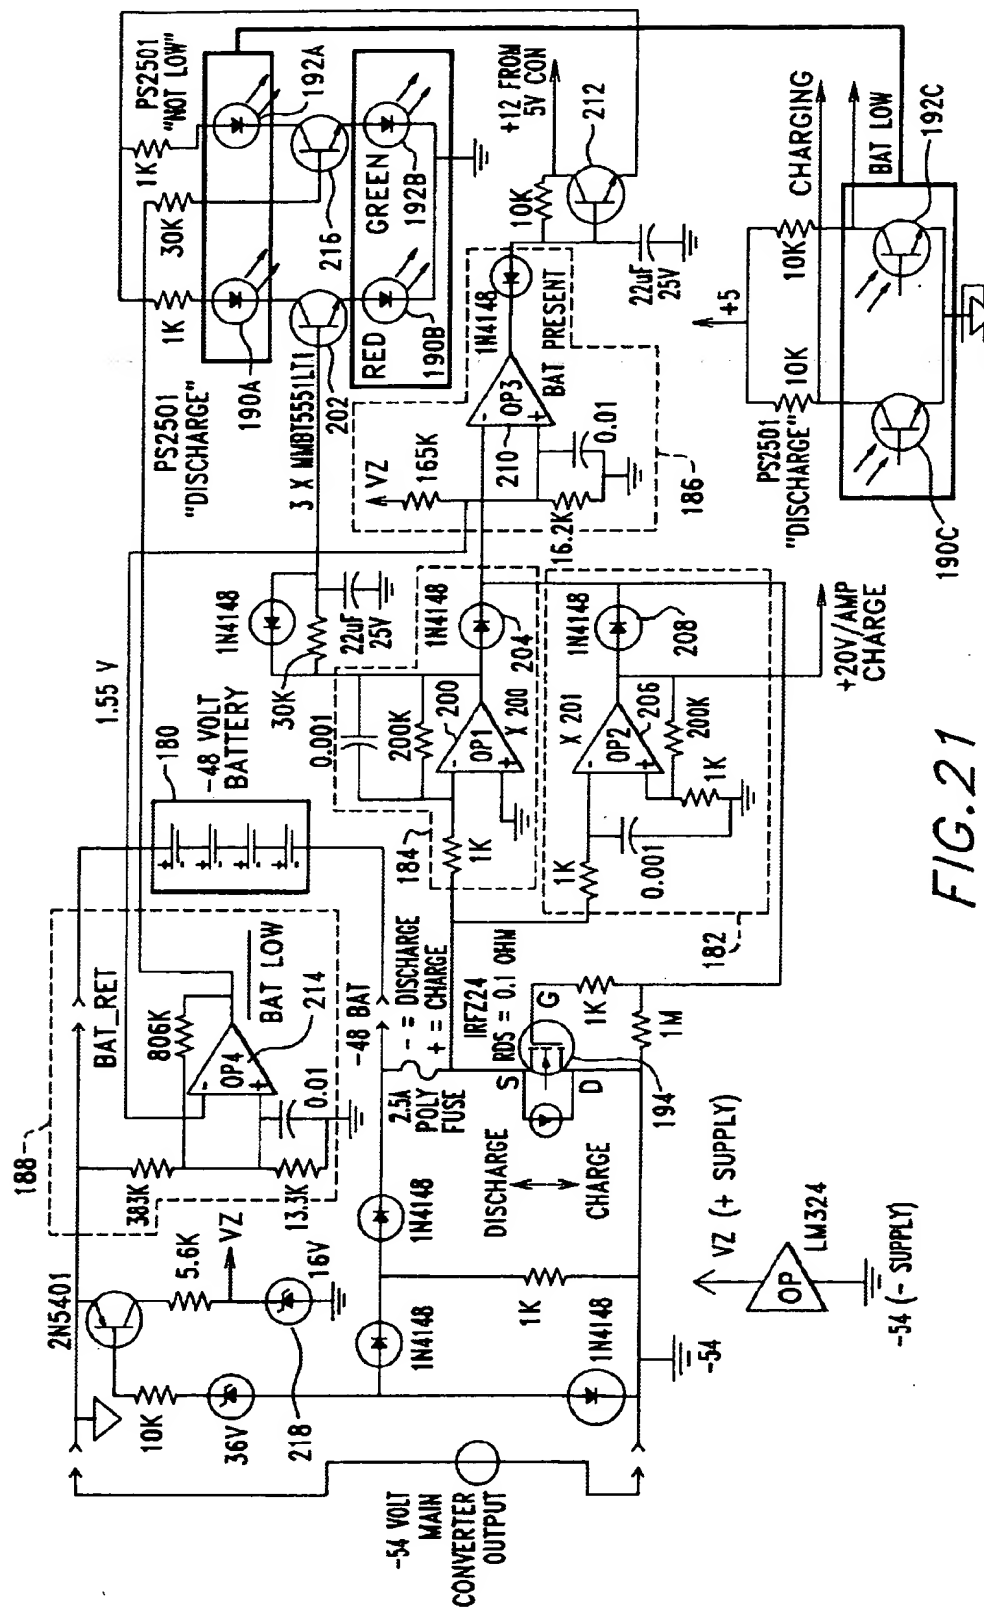 188
BAT_RET
180
-48 VOLT
BATTERY
1.55 V
2N5401
383K
806K
OP4
-
+
BAT LOW
214
5.6K
VZ
10K
36V
16V
218
13.3K
0.01
-48 BAT
1N4148
1N4148
1K
1N4148
-54
-54 VOLT
MAIN
CONVERTER
OUTPUT
2.5A
POLY
FUSE
- = DISCHARGE
+ = CHARGE
IRFZ24
RDS = 0.1 OHM
DISCHARGE
CHARGE
S
G
D
194
1K
1M
VZ (+ SUPPLY)
OP
LM324
-54 (- SUPPLY)
184
0.001
200K
200
OP1
-
+
X 200
1K
1N4148
30K
22uF
25V
1N4148
204
182
1K
0.001
X 201
OP2
-
+
206
200K
1K
1N4148
208
+20V/AMP
CHARGE
PS2501
"DISCHARGE"
190A
1K
30K
1K
PS2501
"NOT LOW"
192A
3 X MMBT5551LT1
202
216
RED
190B
GREEN
192B
VZ
165K
16.2K
0.01
186
210
OP3
-
+
BAT PRESENT
1N4148
10K
22uF
25V
+12 FROM
5V CON
212
+5
PS2501
"DISCHARGE"
10K
10K
CHARGING
BAT LOW
190C
192C
FIG.21